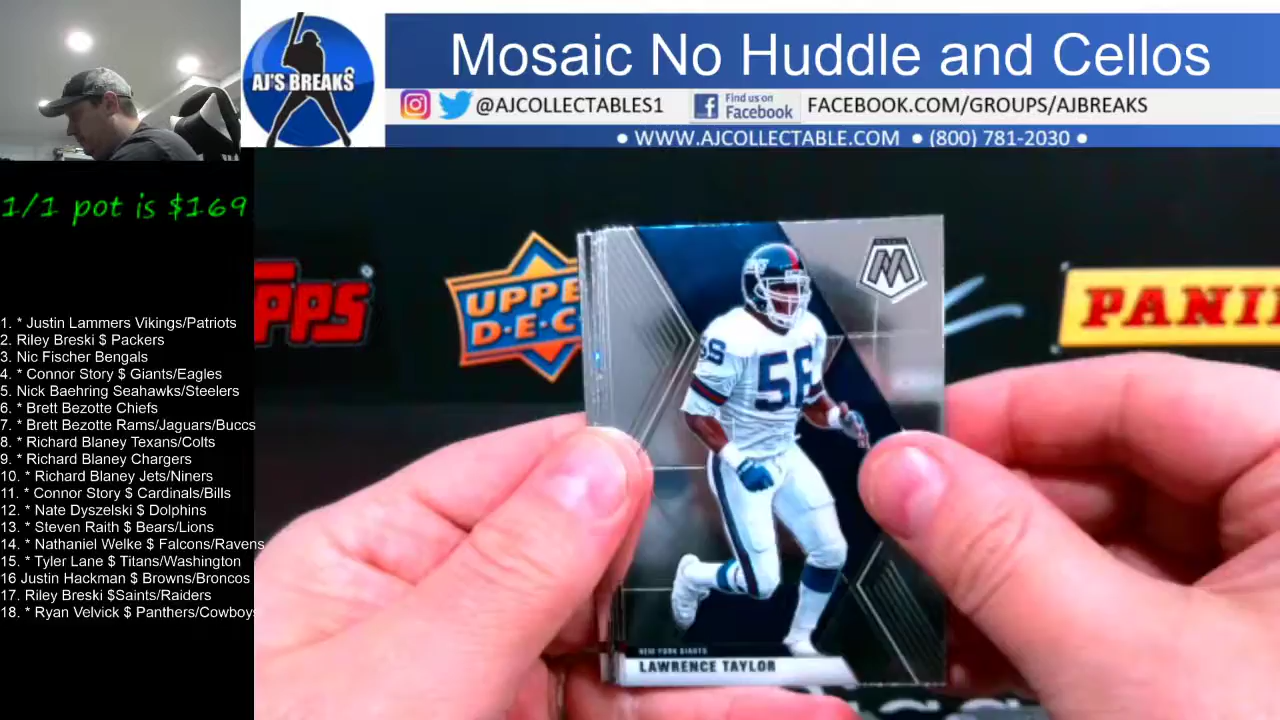 Mosaic No Huddle and Cellos
AJ'S BREAKS
@AJCOLLECTABLES1
Find us on
Facebook
FACEBOOK.COM/GROUPS/AJBREAKS
• WWW.AJCOLLECTABLE.COM • (800) 781-2030 •
1/1 pot is $169
1. * Justin Lammers Vikings/Patriots
2. Riley Breski $ Packers
3. Nic Fischer Bengals
4. * Connor Story $ Giants/Eagles
5. Nick Baehring Seahawks/Steelers
6. * Brett Bezotte Chiefs
7. * Brett Bezotte Rams/Jaguar/Buccs
8. * Richard Blaney Texans/Colts
9. * Richard Blaney Chargers
10. * Richard Blaney Jets/Niners
11. * Connor Story $ Cardinals/Bills
12. * Nate Dyszelski $ Dolphins
13. * Steven Raith $ Bears/Lions
14. * Nathaniel Welke $ Falcons/Ravens
15. * Tyler Lane $ Titans/Washington
16 Justin Hackman $ Browns/Broncos
17. Riley Breski $Saints/Raiders
18. * Ryan Velvick $ Panthers/Cowboys
PPS
UPPE
D·E·C
PANI
M
56
NEW YORK GIANTS
LAWRENCE TAYLOR